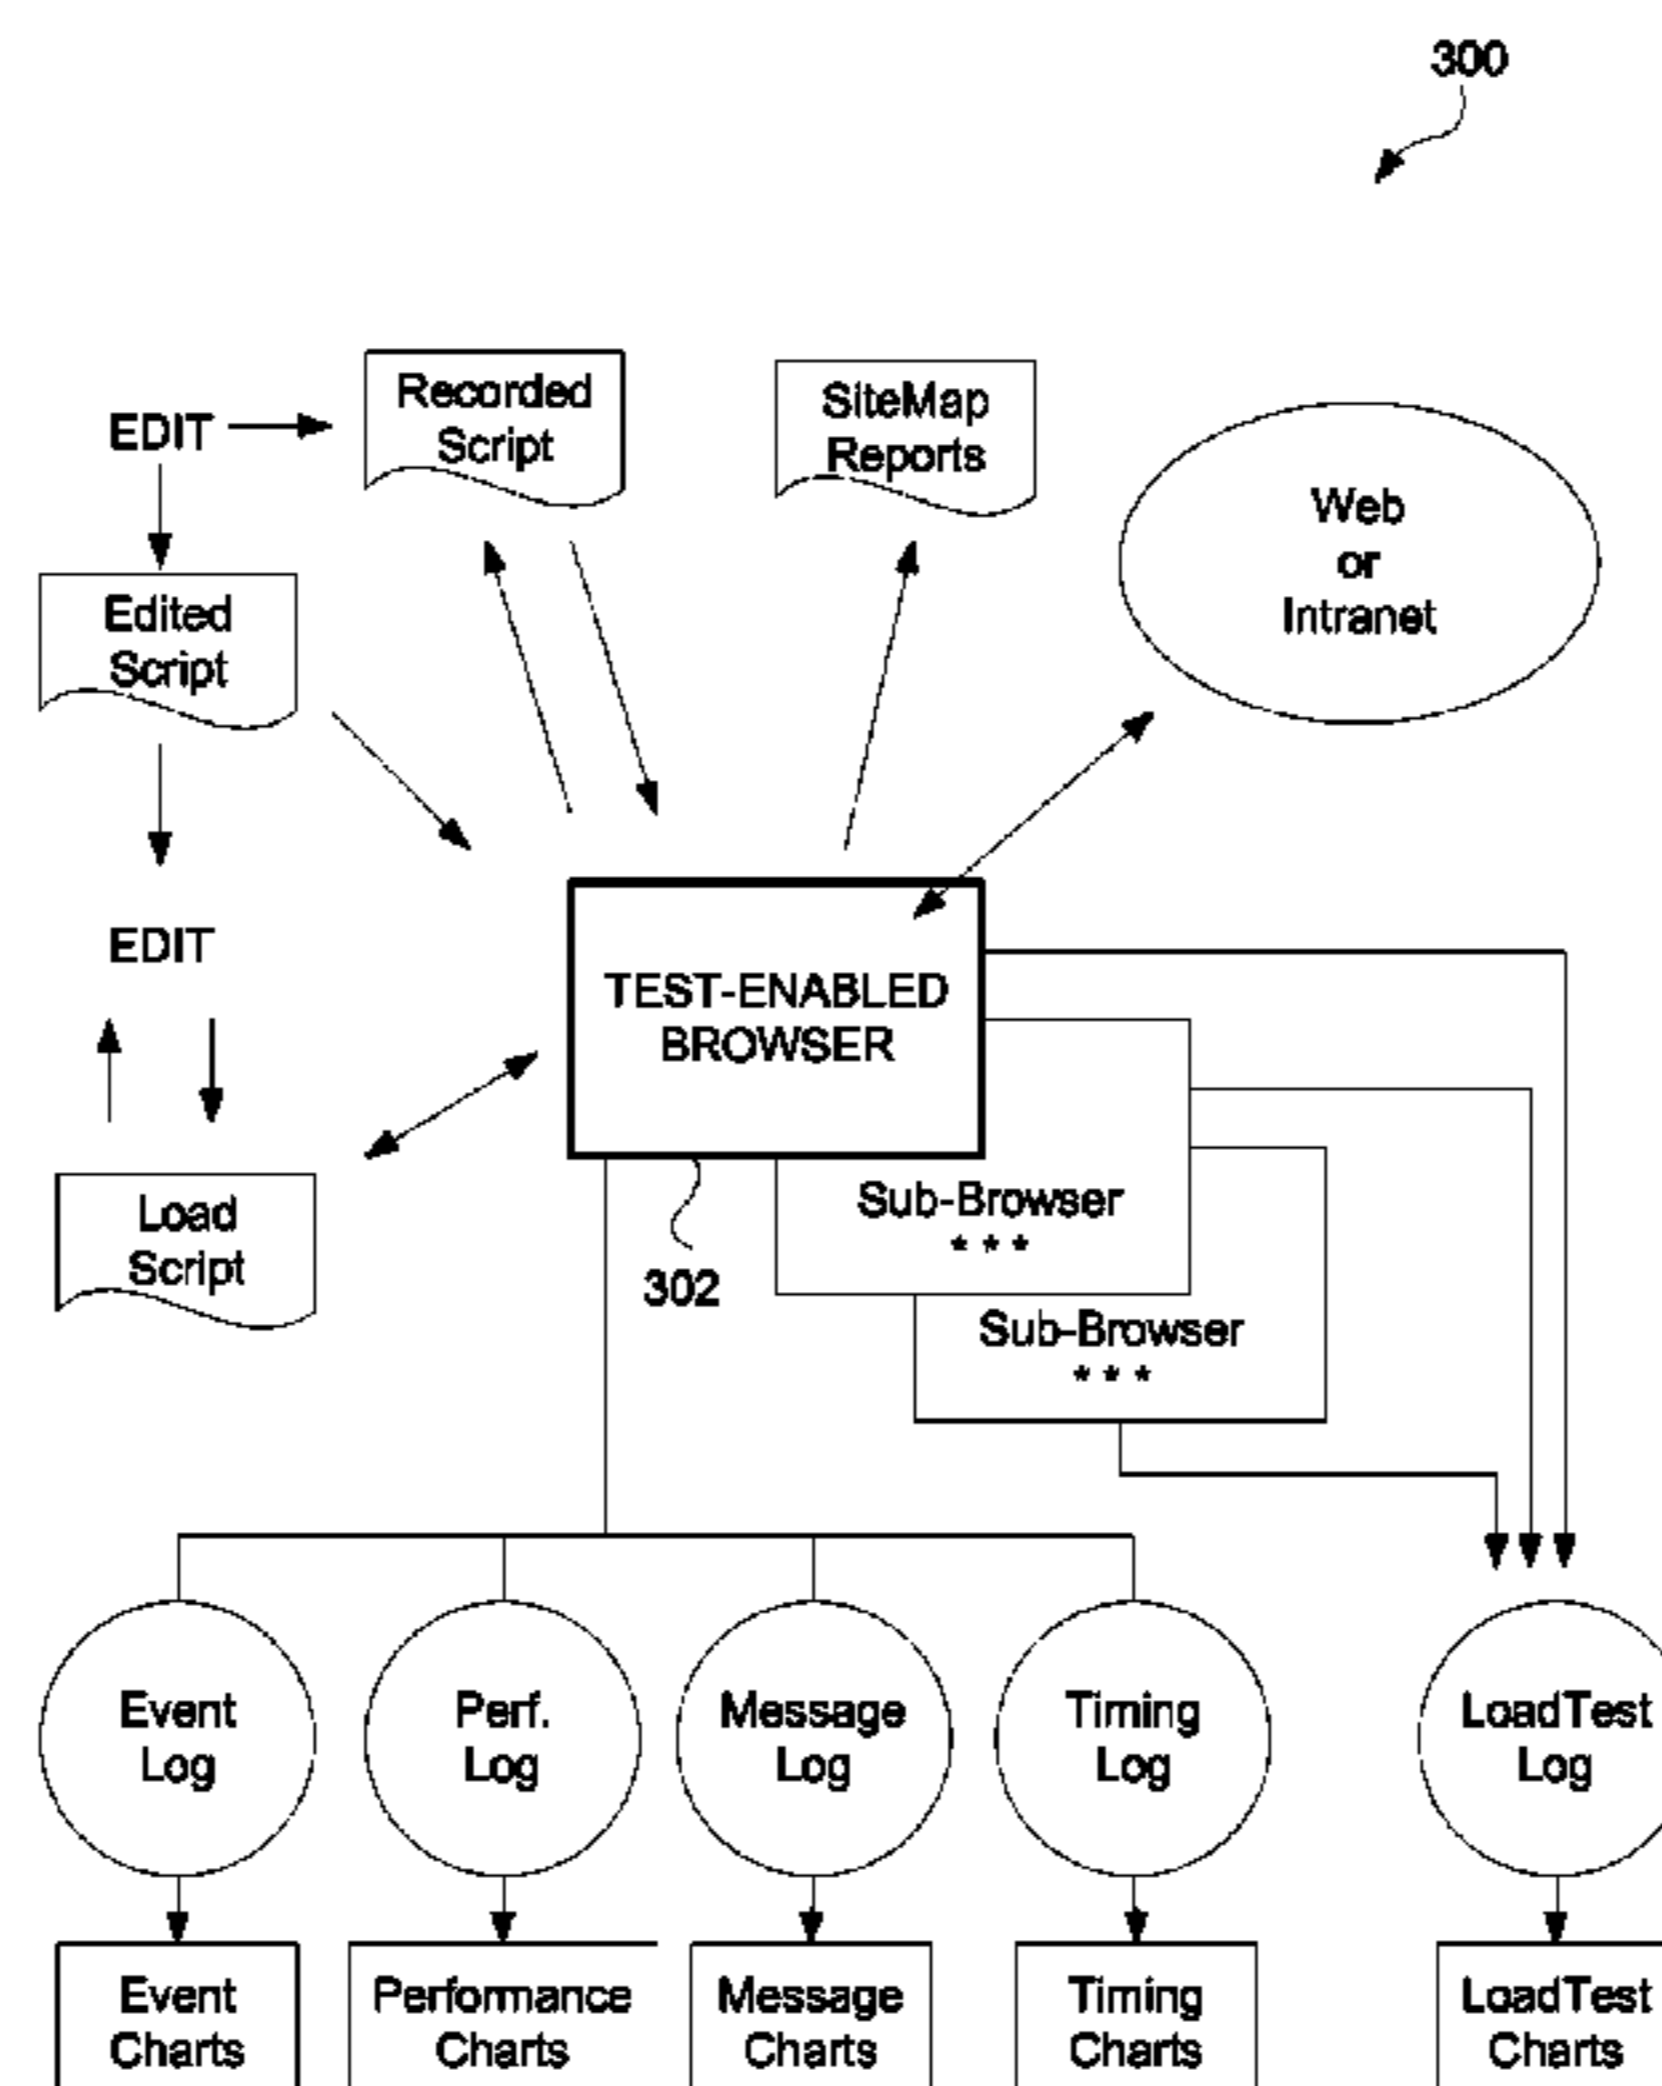 300
EDIT
Recorded
Script
SiteMap
Reports
Web
or
Intranet
Edited
Script
EDIT
TEST-ENABLED
BROWSER
Load
Script
Sub-Browser
* * *
302
Sub-Browser
* * *
Event
Log
Perf.
Log
Message
Log
Timing
Log
LoadTest
Log
Event
Charts
Performance
Charts
Message
Charts
Timing
Charts
LoadTest
Charts